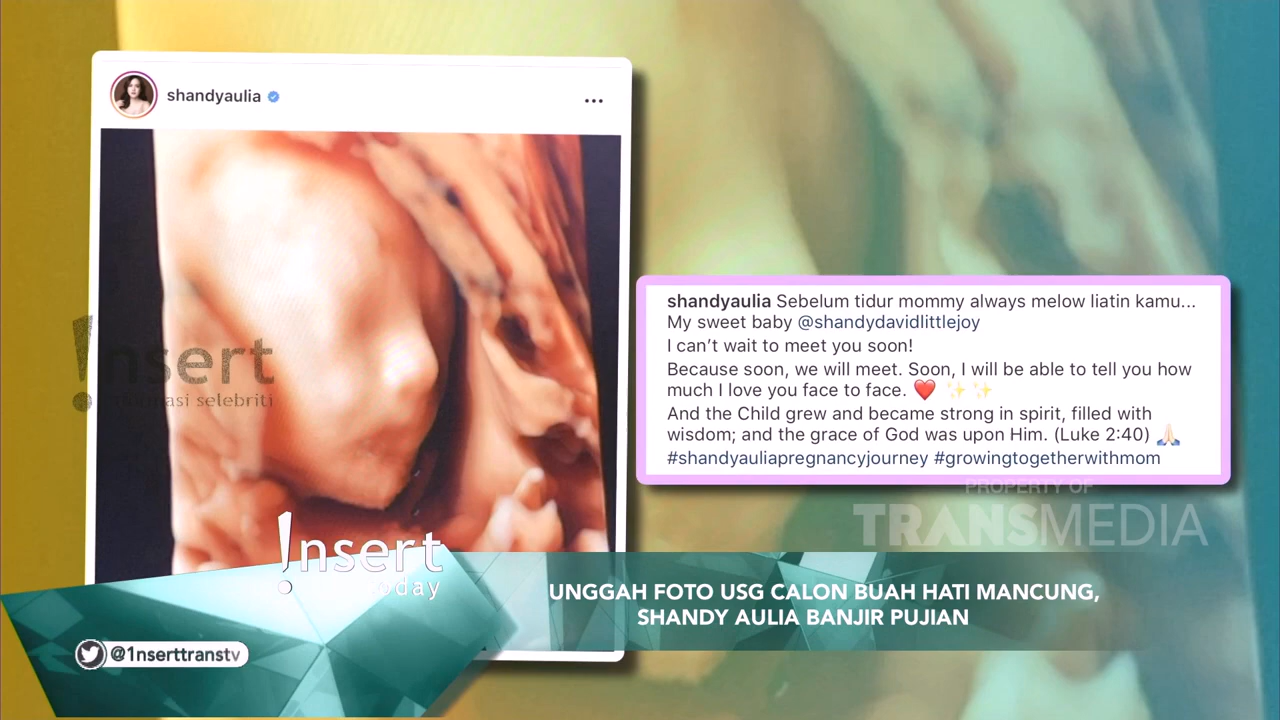 shandyaulia
shandyaulia Sebelum tidur mommy always melow liatin kamu...
My sweet baby @shandydavidlittlejoy
I can't wait to meet you soon!
Because soon, we will meet. Soon, I will be able to tell you how
much I love you face to face. ❤️ ✨✨
And the Child grew and became strong in spirit, filled with
wisdom; and the grace of God was upon Him. (Luke 2:40) 🙏🏻
#shandyauliapregnancyjourney #growingtogetherwithmom
!nsert
selebriti
PROPERTY OF
TRANSMEDIA
!nsert
today
UNGGAH FOTO USG CALON BUAH HATI MANCUNG,
SHANDY AULIA BANJIR PUJIAN
@1nserttranstv